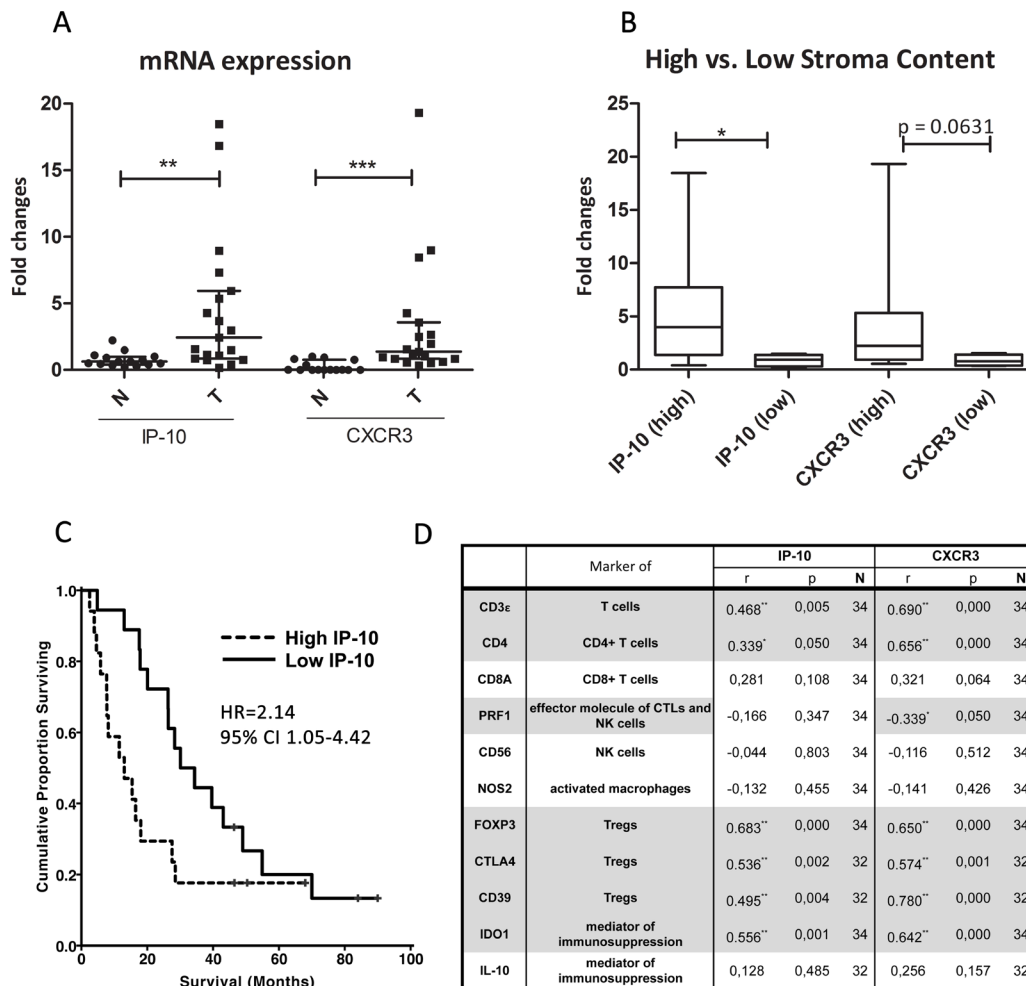 A
mRNA expression
Fold changes
20
15
10
5
0
**
***
N
T
N
T
IP-10
CXCR3
B
High vs. Low Stroma Content
Fold changes
25
20
15
10
5
0
*
p = 0.0631
IP-10 (high)
IP-10 (low)
CXCR3 (high)
CXCR3 (low)
C
Cumulative Proportion Surviving
1.0
0.8
0.6
0.4
0.2
0.0
High IP-10
Low IP-10
HR=2.14
95% CI 1.05-4.42
0 20 40 60 80 100
Survival (Months)
D
Marker of IP-10 CXCR3
r p N r p N
CD3ε T cells 0.468** 0,005 34 0.690** 0,000 34
CD4 CD4+ T cells 0.339* 0,050 34 0.656** 0,000 34
CD8A CD8+ T cells 0,281 0,108 34 0,321 0,064 34
PRF1 effector molecule of CTLs and NK cells -0,166 0,347 34 -0.339* 0,050 34
CD56 NK cells -0,044 0,803 34 -0,116 0,512 34
NOS2 activated macrophages -0,132 0,455 34 -0,141 0,426 34
FOXP3 Tregs 0.683** 0,000 34 0.650** 0,000 34
CTLA4 Tregs 0.536** 0,002 32 0.574** 0,001 32
CD39 Tregs 0.495** 0,004 32 0.780** 0,000 32
IDO1 mediator of immunosuppression 0.556** 0,001 34 0.642** 0,000 34
IL-10 mediator of immunosuppression 0,128 0,485 32 0,256 0,157 32